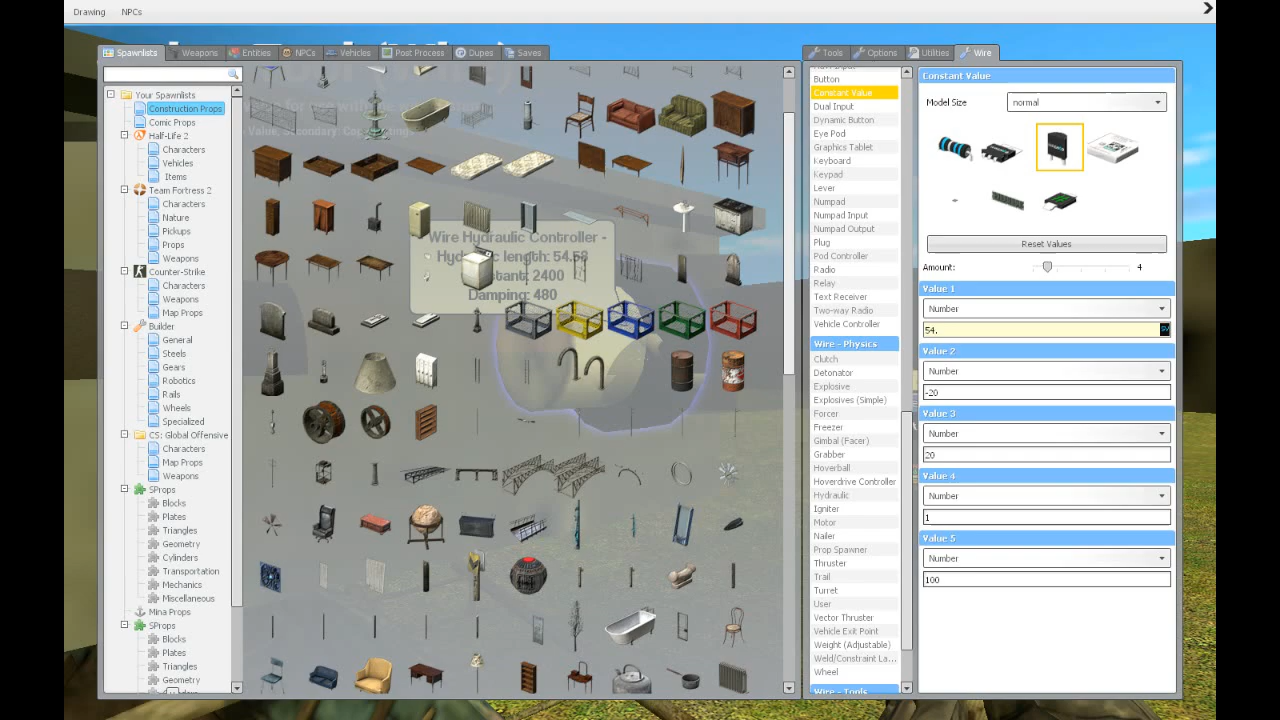 Drawing NPCs
Spawnlists Weapons Entities NPCs Vehicles Post Process Dupes Saves
Your Spawnlists
Construction Props
Comic Props
Half-Life 2
Characters
Vehicles
Items
Team Fortress 2
Characters
Nature
Pickups
Props
Weapons
Counter-Strike
Characters
Weapons
Map Props
Builder
General
Steels
Gears
Robotics
Rails
Wheels
Specialized
CS: Global Offensive
Characters
Map Props
Weapons
SProps
Blocks
Plates
Triangles
Geometry
Cylinders
Transportation
Mechanics
Miscellaneous
Mina Props
SProps
Blocks
Plates
Triangles
Geometry
for use with
Value, Secondary: Copy
Wire Hydraulic Controller -
length: 54.58
2400
Damping: 480
Tools Options Utilities Wire
Button
Constant Value
Dual Input
Dynamic Button
Eye Pod
Graphics Tablet
Keyboard
Keypad
Lever
Numpad
Numpad Input
Numpad Output
Plug
Pod Controller
Radio
Relay
Text Receiver
Two-way Radio
Vehicle Controller
Wire - Physics
Clutch
Detonator
Explosive
Explosives (Simple)
Forcer
Freezer
Gimbal (Facer)
Grabber
Hoverball
Hoverdrive Controller
Hydraulic
Igniter
Motor
Nailer
Prop Spawner
Thruster
Trail
Turret
User
Vector Thruster
Vehicle Exit Point
Weight (Adjustable)
Weld/Constraint La...
Wheel
Wire - Tools
Constant Value
Model Size normal
Reset Values
Amount: 4
Value 1
Number
54.
Value 2
Number
-20
Value 3
Number
20
Value 4
Number
1
Value 5
Number
100